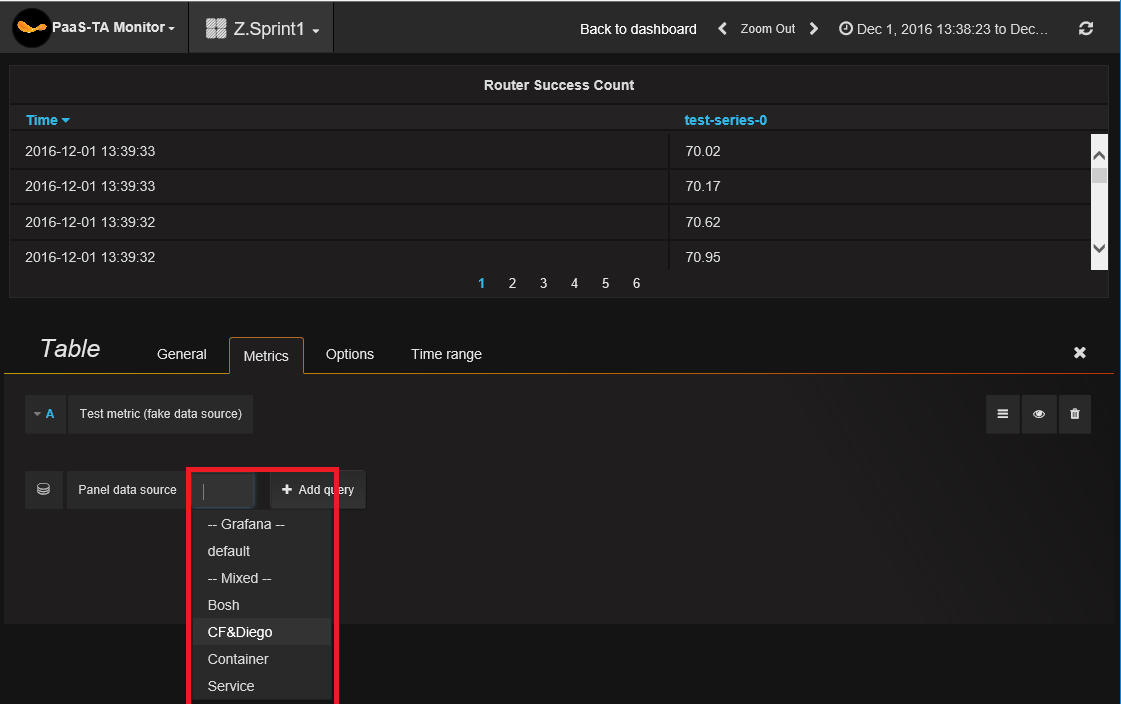 PaaS-TA Monitor
Z.Sprint1
Back to dashboard
Zoom Out
Dec 1, 2016 13:38:23 to Dec...
Router Success Count
Time test-series-0
2016-12-01 13:39:33 70.02
2016-12-01 13:39:33 70.17
2016-12-01 13:39:32 70.62
2016-12-01 13:39:32 70.95
1 2 3 4 5 6
Table General Metrics Options Time range
A Test metric (fake data source)
Panel data source Add query
-- Grafana --
default
-- Mixed --
Bosh
CF&Diego
Container
Service